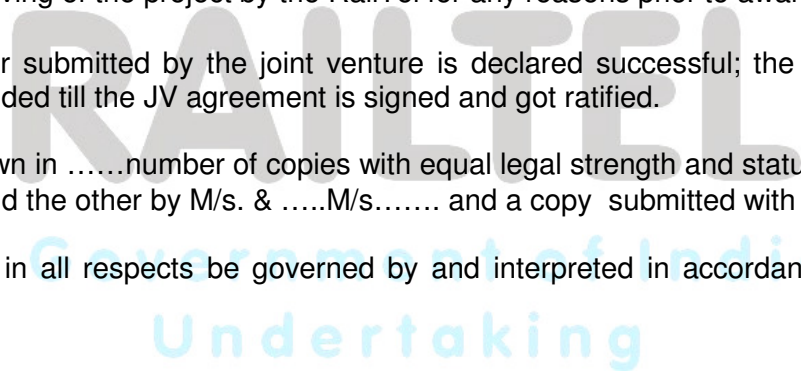 ving of the project by the RailTel for any reasons prior to awar
r submitted by the joint venture is declared successful; the
ded till the JV agreement is signed and got ratified.
wn in ......number of copies with equal legal strength and statu
d the other by M/s. & .....M/s....... and a copy submitted with
in all respects be governed by and interpreted in accordan
RAILTEL
Government of Indi
Undertaking